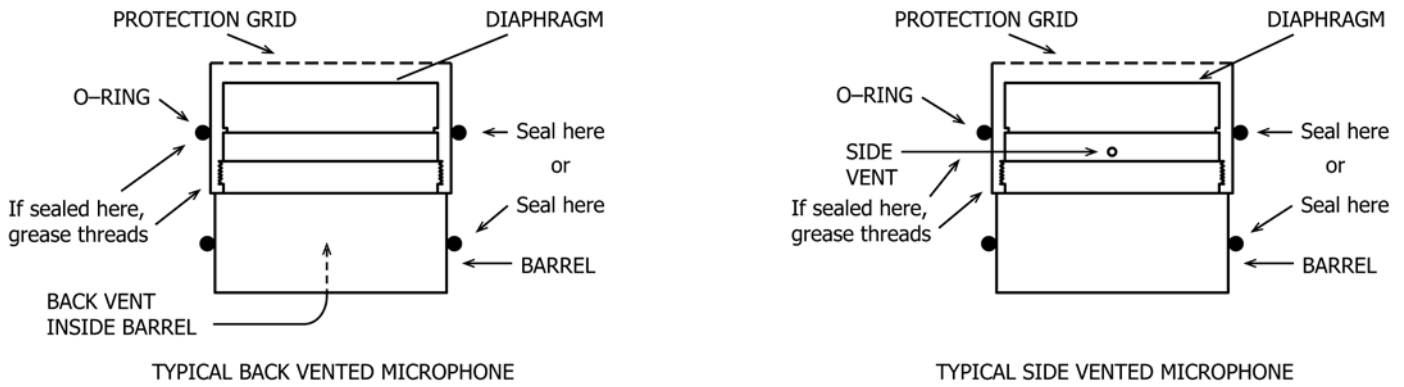 PROTECTION GRID
DIAPHRAGM
O–RING
Seal here
or
If sealed here,
grease threads
Seal here
BARREL
BACK VENT
INSIDE BARREL
TYPICAL BACK VENTED MICROPHONE
PROTECTION GRID
DIAPHRAGM
O–RING
Seal here
SIDE
VENT
or
If sealed here,
grease threads
Seal here
BARREL
TYPICAL SIDE VENTED MICROPHONE